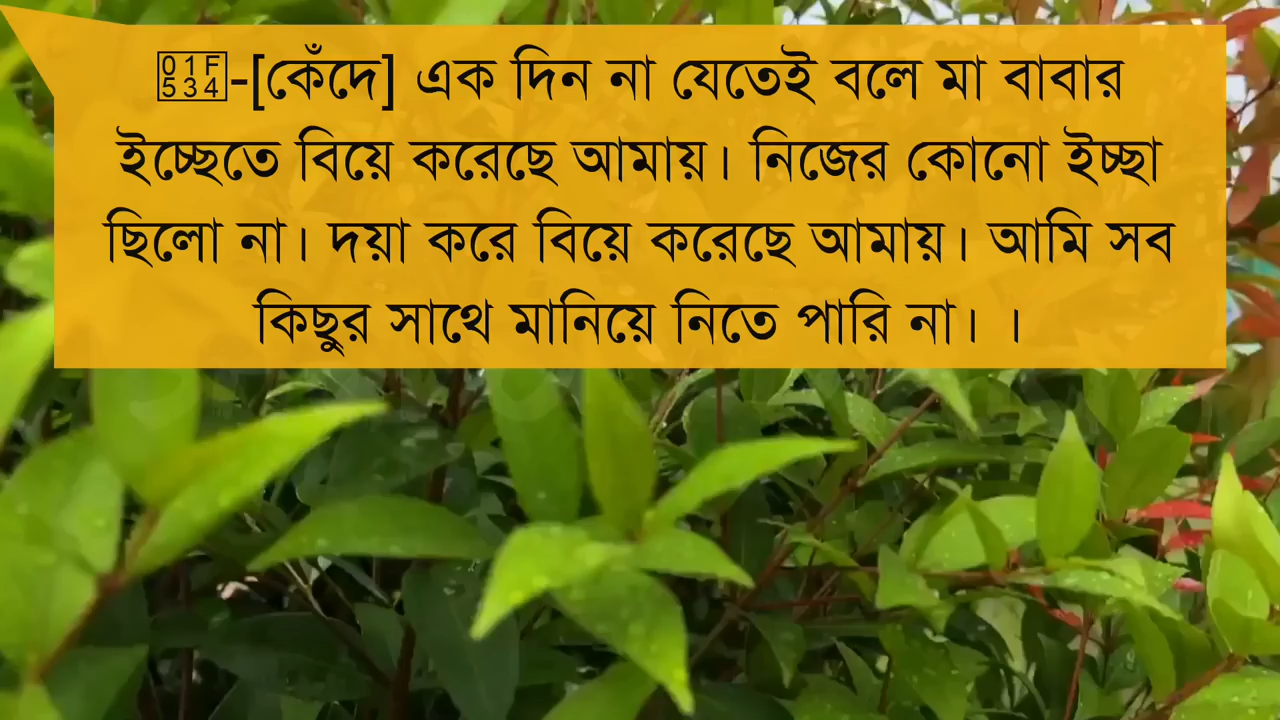 🔴-[কেঁদে] এক দিন না যেতেই বলে মা বাবার
ইচ্ছেতে বিয়ে করেছে আমায়। নিজের কোনো ইচ্ছা
ছিলো না। দয়া করে বিয়ে করেছে আমায়। আমি সব
কিছুর সাথে মানিয়ে নিতে পারি না। ।